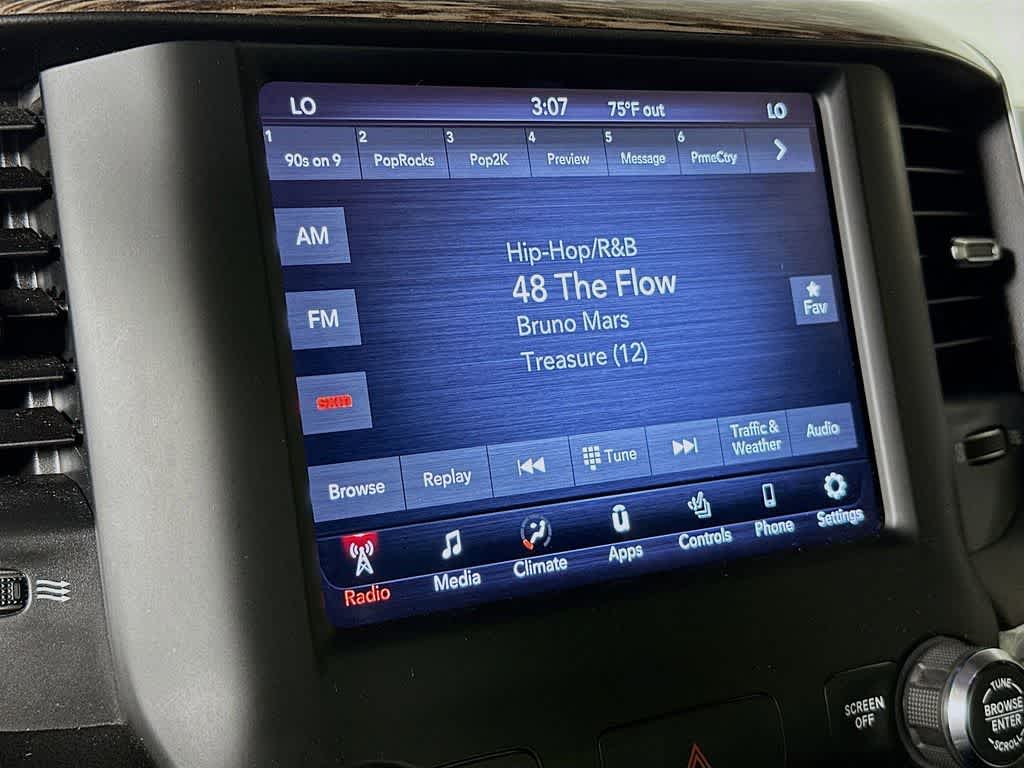 LO 3:07 75°F out LO
1 2 3 4 5 6
90s on 9 PopRocks Pop2K Preview Message PrmeCtry
AM
FM
sxm
Hip-Hop/R&B
48 The Flow
Bruno Mars
Treasure (12)
Fav
Browse Replay Tune Traffic & Weather Audio
Radio Media Climate Apps Controls Phone Settings
SCREEN
OFF
TUNE
BROWSE
ENTER
SCROLL